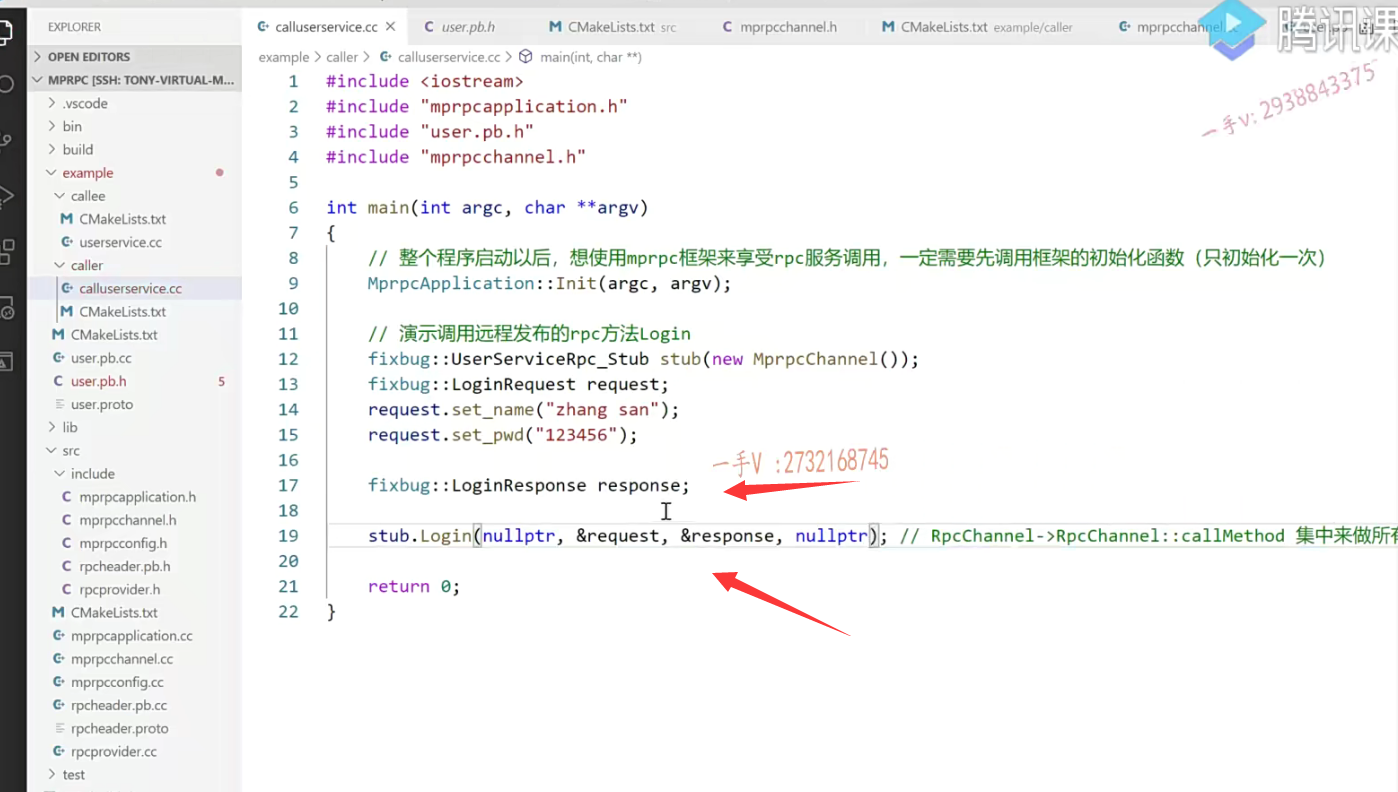 EXPLORER
OPEN EDITORS
MPRPC [SSH: TONY-VIRTUAL-M...
.vscode
bin
build
example
callee
CMakeLists.txt
userservice.cc
caller
calluserservice.cc
CMakeLists.txt
CMakeLists.txt
user.pb.cc
user.pb.h 5
user.proto
lib
src
include
mprpcapplication.h
mprpcchannel.h
mprpcconfig.h
rpcheader.pb.h
rpcprovider.h
CMakeLists.txt
mprpcapplication.cc
mprpcchannel.cc
mprpcconfig.cc
rpcheader.pb.cc
rpcheader.proto
rpcprovider.cc
test
calluserservice.cc user.pb.h CMakeLists.txt src mprpcchannel.h CMakeLists.txt example/caller mprpcchannel
腾讯课
一手v: 2938843375
example > caller > calluserservice.cc > main(int, char **)
1 #include <iostream>
2 #include "mprpcapplication.h"
3 #include "user.pb.h"
4 #include "mprpcchannel.h"
5
6 int main(int argc, char **argv)
7 {
8 // 整个程序启动以后，想使用mprpc框架来享受rpc服务调用，一定需要先调用框架的初始化函数（只初始化一次）
9 MprpcApplication::Init(argc, argv);
10
11 // 演示调用远程发布的rpc方法Login
12 fixbug::UserServiceRpc_Stub stub(new MprpcChannel());
13 fixbug::LoginRequest request;
14 request.set_name("zhang san");
15 request.set_pwd("123456");
16
一手V :2732168745
17 fixbug::LoginResponse response;
18
19 stub.Login(nullptr, &request, &response, nullptr); // RpcChannel->RpcChannel::callMethod 集中来做所有
20
21 return 0;
22 }